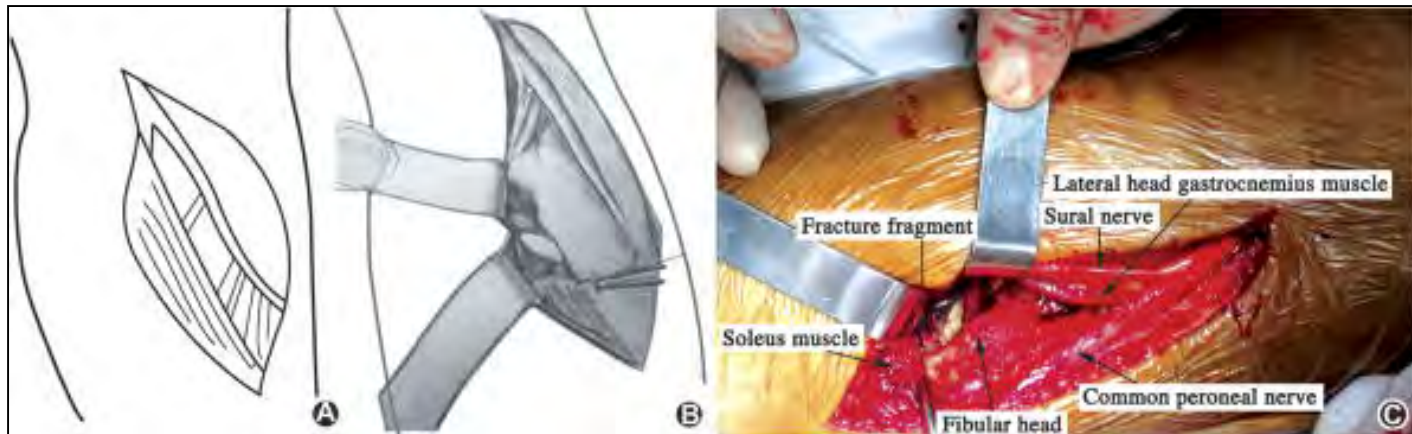 Lateral head gastrocnemius muscle
Fracture fragment
Sural nerve
Soleus muscle
Common peroneal nerve
Fibular head
A
B
C